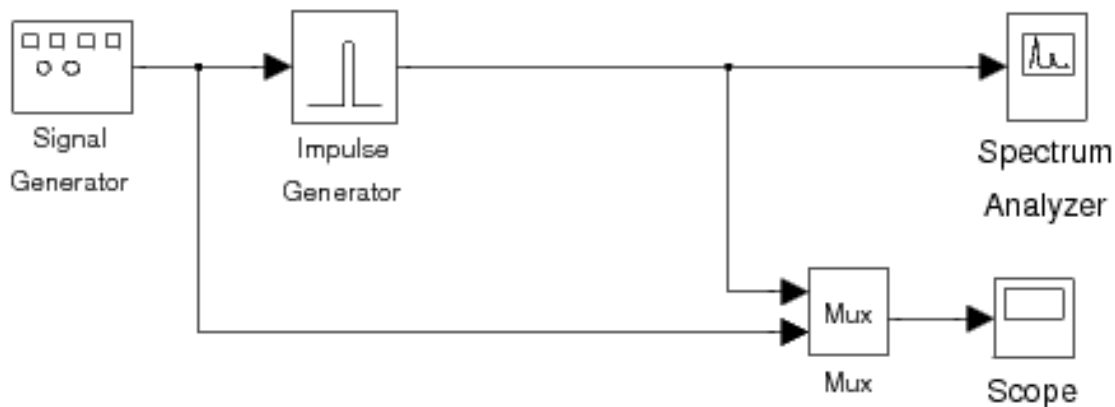 Signal
Generator
Impulse
Generator
Spectrum
Analyzer
Mux
Mux
Scope